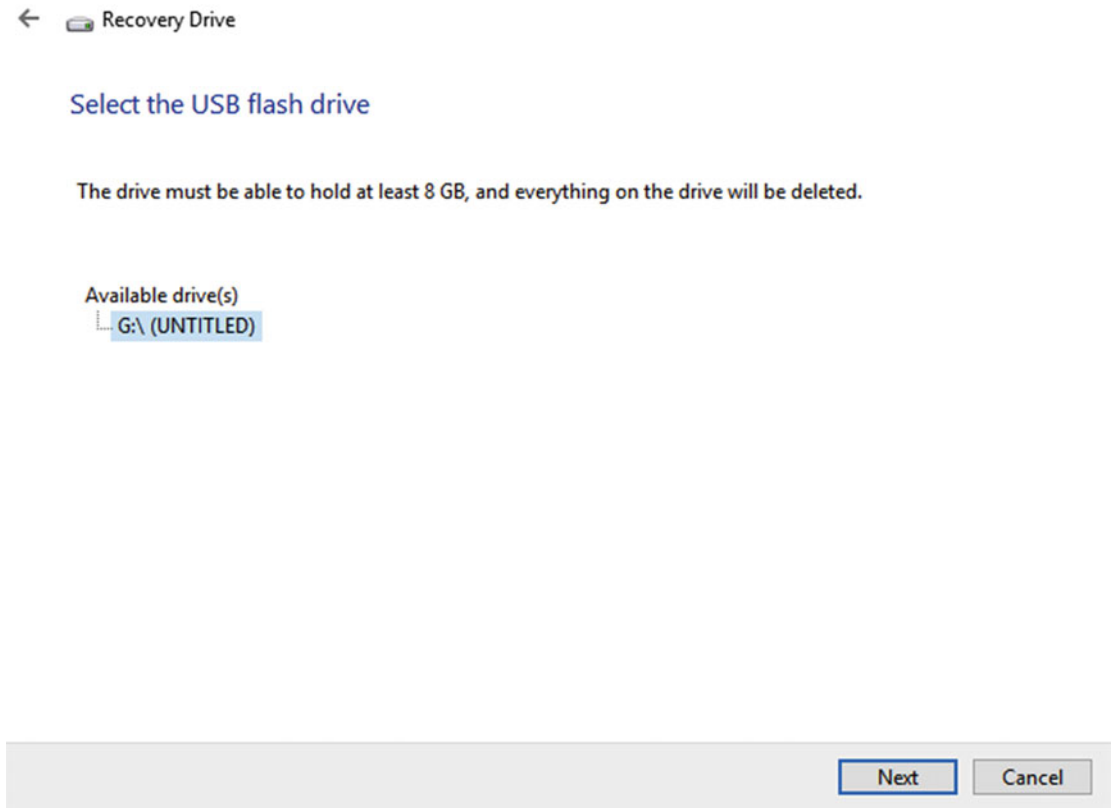 Recovery Drive
Select the USB flash drive
The drive must be able to hold at least 8 GB, and everything on the drive will be deleted.
Available drive(s)
G:\ (UNTITLED)
Next Cancel